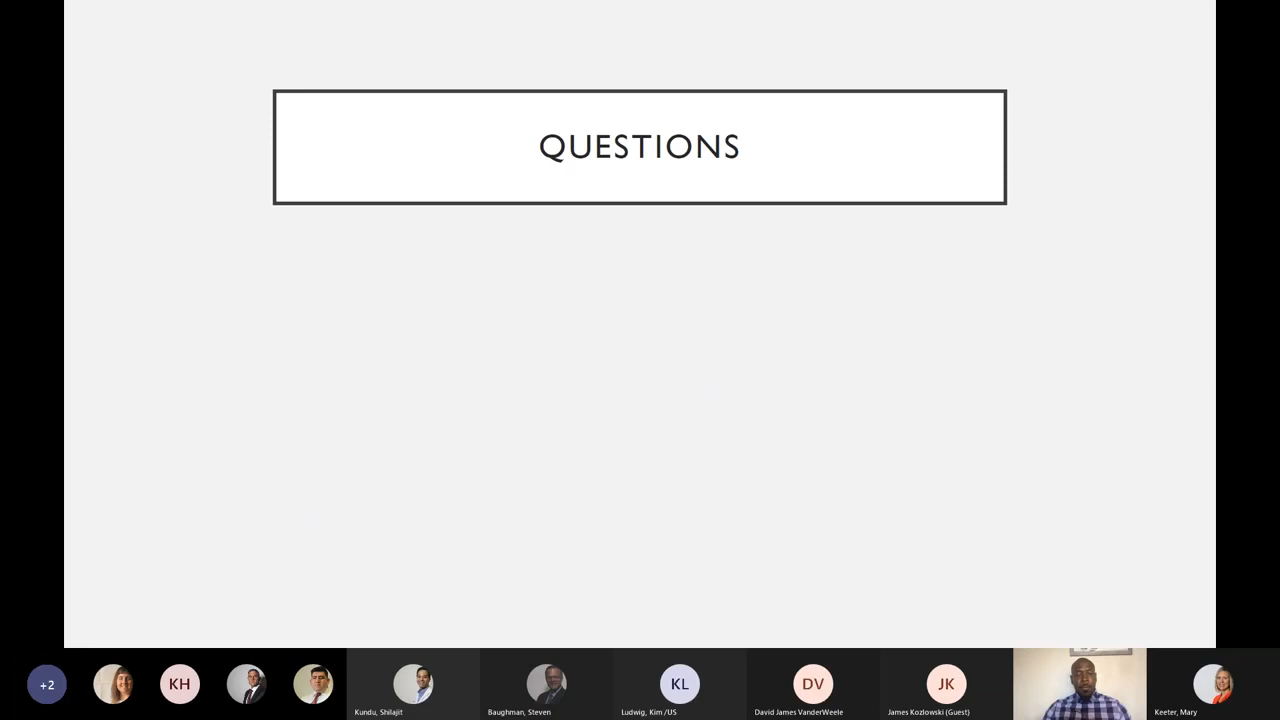 QUESTIONS
+2
KH
KL
DV
JK
Kundu, Shilajit
Baughman, Steven
Ludwig, Kim /US
David James VanderWeele
James Kozlowski (Guest)
Keeter, Mary